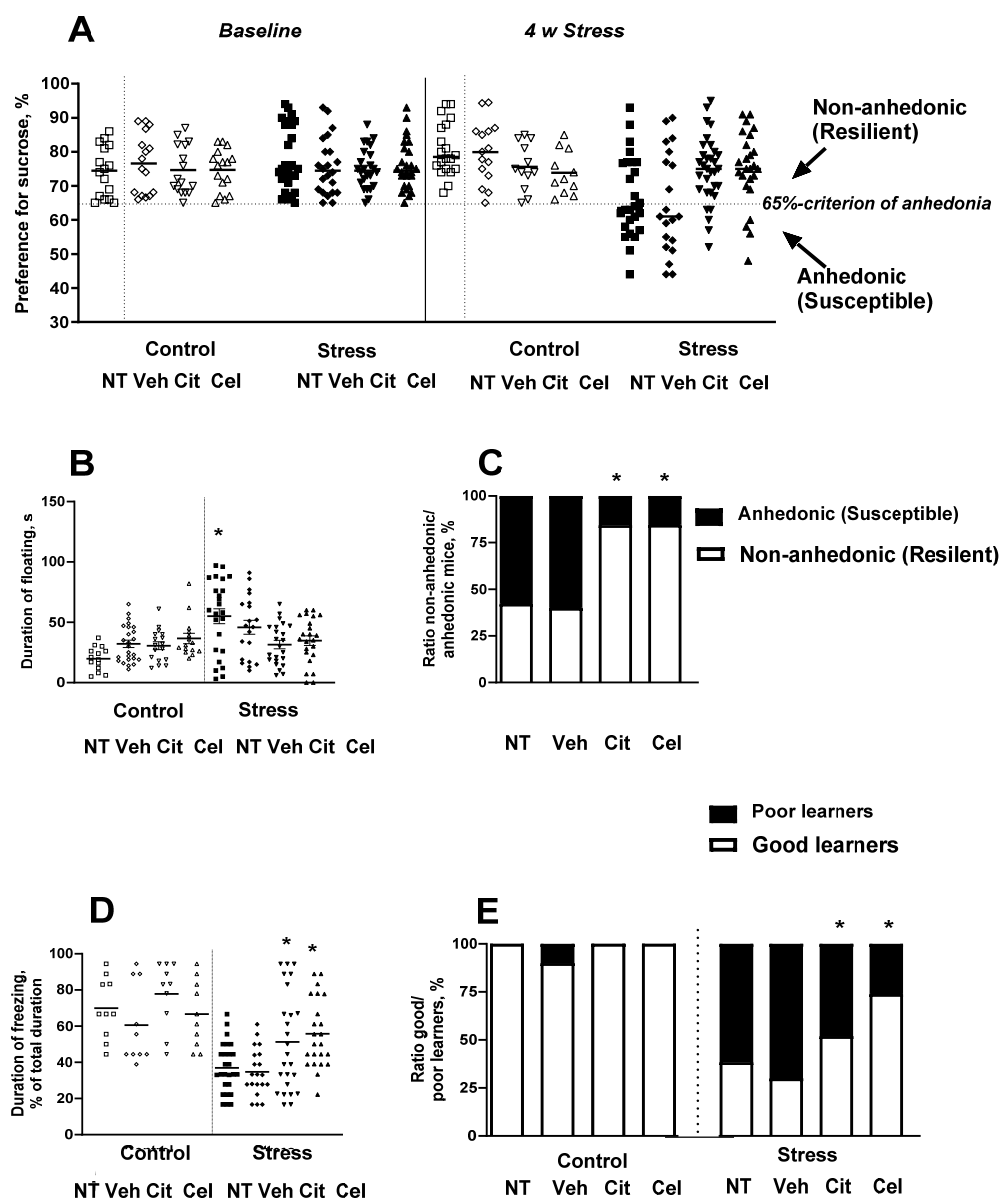 A
Baseline
4 w Stress
Preference for sucrose, %
100
90
80
70
60
50
40
30
Non-anhedonic
(Resilient)
65%-criterion of anhedonia
Anhedonic
(Susceptible)
Control
Stress
Control
Stress
NT Veh Cit Cel
NT Veh Cit Cel
NT Veh Cit Cel
NT Veh Cit Cel
B
Duration of floating, s
150
100
50
0
*
Control
Stress
NT Veh Cit Cel
NT Veh Cit Cel
C
Ratio non-anhedonic/
anhedonic mice, %
100
75
50
25
0
* *
Anhedonic (Susceptible)
Non-anhedonic (Resilent)
NT Veh Cit Cel
Poor learners
Good learners
D
Duration of freezing,
% of total duration
100
80
60
40
20
0
* *
Control
Stress
NT Veh Cit Cel
NT Veh Cit Cel
E
Ratio good/
poor learners, %
100
75
50
25
0
* *
Control
Stress
NT Veh Cit Cel
NT Veh Cit Cel